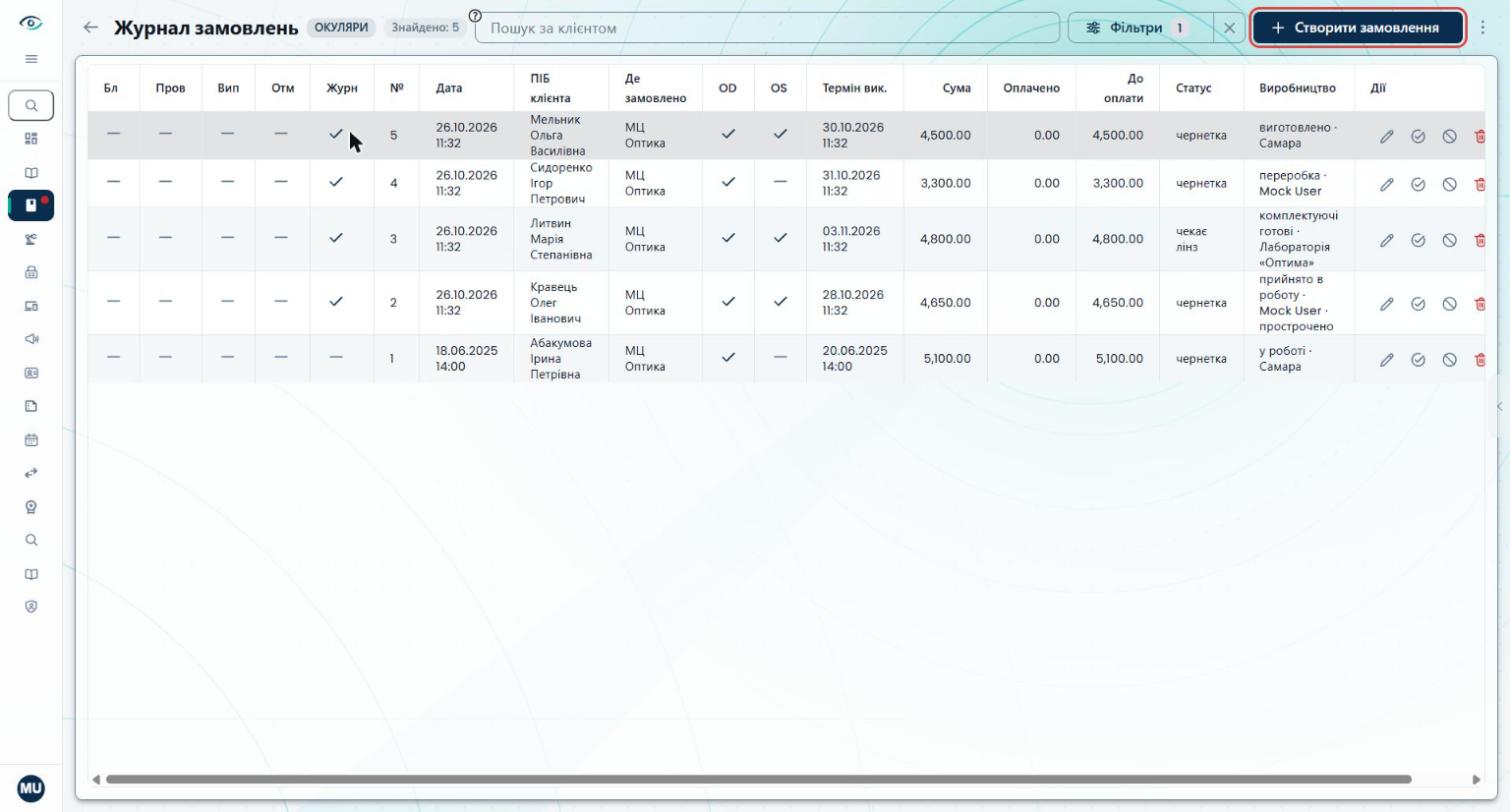 Журнал замовлень ОКУЛЯРИ Знайдено: 5 Пошук за клієнтом Фільтри 1 Створити замовлення
Бл Пров Вип Отм Журн № Дата ПІБ клієнта Де замовлено OD OS Термін вик. Сума Оплачено До оплати Статус Виробництво Дії
5 26.10.2026 11:32 Мельник Ольга Василівна МЦ Оптика 30.10.2026 11:32 4,500.00 0.00 4,500.00 чернетка виготовлено · Самара
4 26.10.2026 11:32 Сидоренко Ігор Петрович МЦ Оптика 31.10.2026 11:32 3,300.00 0.00 3,300.00 чернетка переробка · Mock User
3 26.10.2026 11:32 Литвин Марія Степанівна МЦ Оптика 03.11.2026 11:32 4,800.00 0.00 4,800.00 чекає лінз комплектуючі готові · Лабораторія «Оптима»
2 26.10.2026 11:32 Кравець Олег Іванович МЦ Оптика 28.10.2026 11:32 4,650.00 0.00 4,650.00 чернетка прийнято в роботу · Mock User · прострочено
1 18.06.2025 14:00 Абакумова Ірина Петрівна МЦ Оптика 20.06.2025 14:00 5,100.00 0.00 5,100.00 чернетка у роботі · Самара
MU